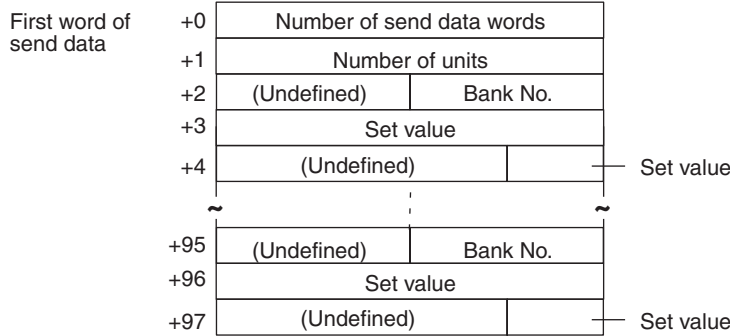 First word of
send data
+0 Number of send data words
+1 Number of units
+2 (Undefined) Bank No.
+3 Set value
+4 (Undefined) Set value
~ ~
+95 (Undefined) Bank No.
+96 Set value
+97 (Undefined) Set value